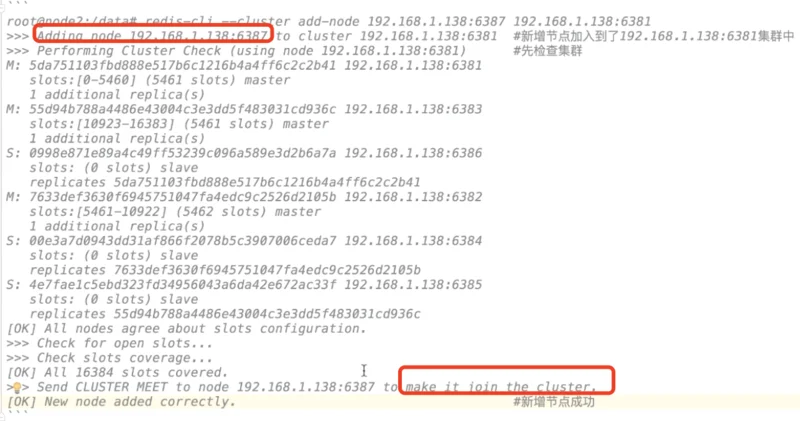 ```
root@node2:/data# redis-cli --cluster add-node 192.168.1.138:6387 192.168.1.138:6381
>>> Adding node 192.168.1.138:6387 to cluster 192.168.1.138:6381 #新增节点加入到了192.168.1.138:6381集群中
>>> Performing Cluster Check (using node 192.168.1.138:6381) #先检查集群
M: 5da751103fbd888e517b6c1216b4a4ff6c2c2b41 192.168.1.138:6381
slots:[0-5460] (5461 slots) master
1 additional replica(s)
M: 55d94b788a4486e43004c3e3dd5f483031cd936c 192.168.1.138:6383
slots:[10923-16383] (5461 slots) master
1 additional replica(s)
S: 0998e871e89a4c49ff53239c096a589e3d2b6a7a 192.168.1.138:6386
slots: (0 slots) slave
replicates 5da751103fbd888e517b6c1216b4a4ff6c2c2b41
M: 7633def3630f6945751047fa4edc9c2526d2105b 192.168.1.138:6382
slots:[5461-10922] (5462 slots) master
1 additional replica(s)
S: 00e3a7d0943dd31af866f2078b5c3907006ceda7 192.168.1.138:6384
slots: (0 slots) slave
replicates 7633def3630f6945751047fa4edc9c2526d2105b
S: 4e7fae1c5ebd323fd34956043a6da42e672ac33f 192.168.1.138:6385
slots: (0 slots) slave
replicates 55d94b788a4486e43004c3e3dd5f483031cd936c
[OK] All nodes agree about slots configuration.
>>> Check for open slots...
>>> Check slots coverage...
[OK] All 16384 slots covered.
>>> Send CLUSTER MEET to node 192.168.1.138:6387 to make it join the cluster.
[OK] New node added correctly. #新增节点成功
```